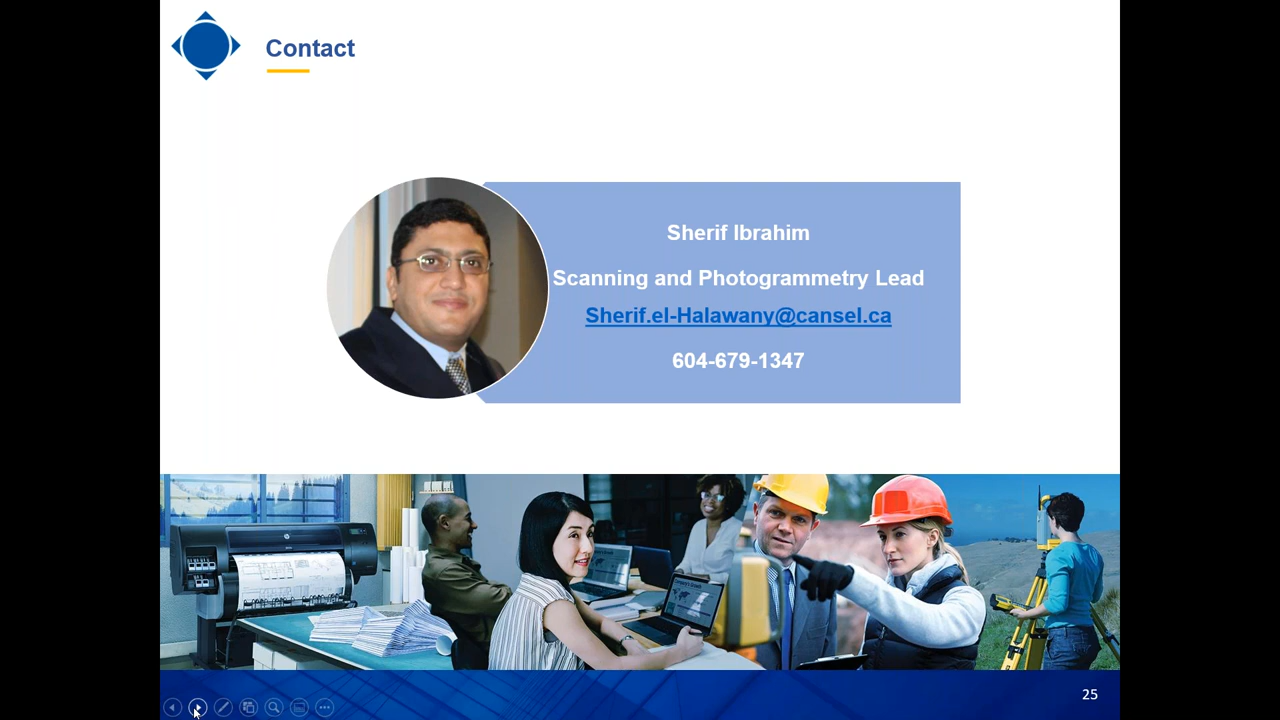 Contact
Sherif Ibrahim
Scanning and Photogrammetry Lead
Sherif.el-Halawany@cansel.ca
604-679-1347
25